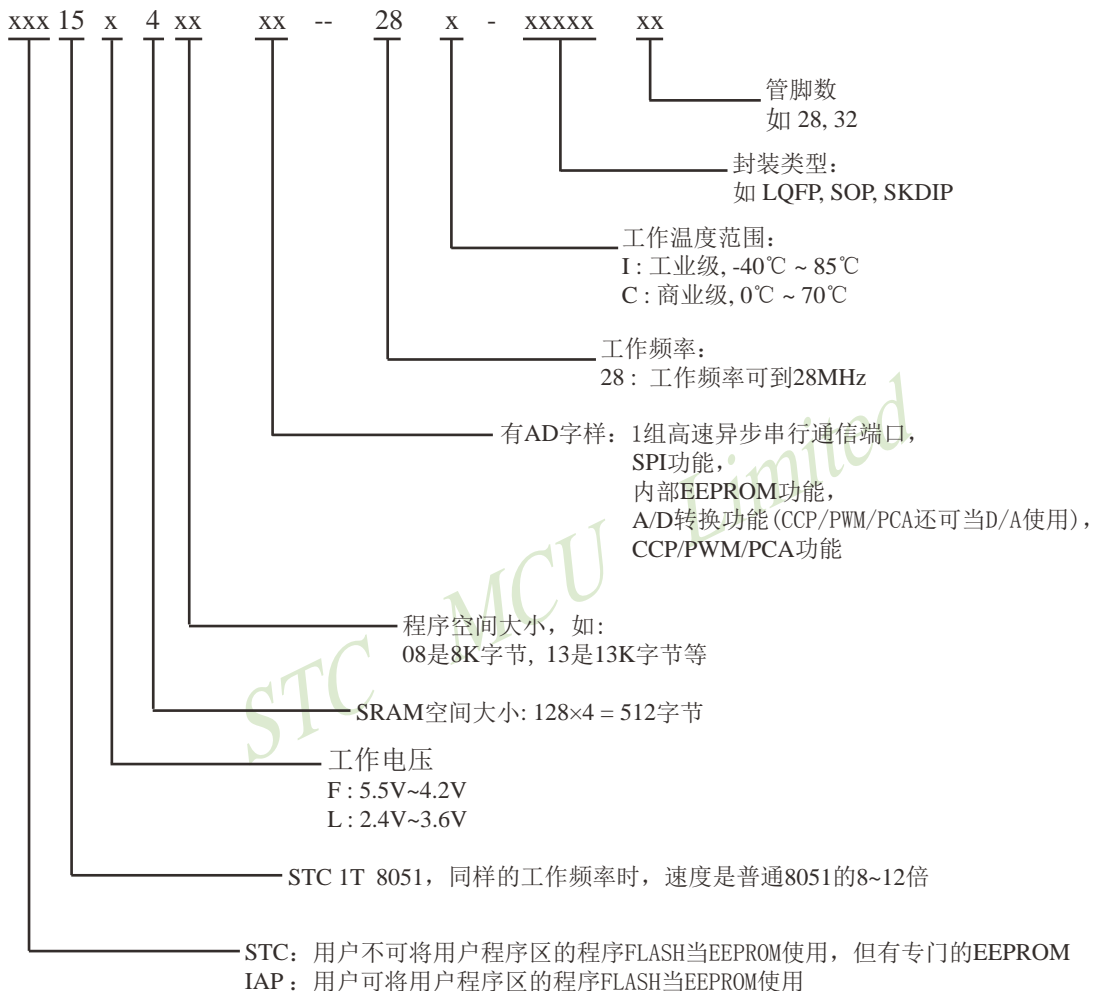 xxx 15 x 4 xx xx -- 28 x - xxxxx xx
管脚数
如 28, 32
封装类型：
如 LQFP, SOP, SKDIP
工作温度范围：
I : 工业级, -40℃ ~ 85℃
C : 商业级, 0℃ ~ 70℃
工作频率：
28 : 工作频率可到28MHz
有AD字样：1组高速异步串行通信端口，
SPI功能，
内部EEPROM功能，
A/D转换功能(CCP/PWM/PCA还可当D/A使用)，
CCP/PWM/PCA功能
程序空间大小，如：
08是8K字节, 13是13K字节等
SRAM空间大小: 128×4 = 512字节
工作电压
F : 5.5V~4.2V
L : 2.4V~3.6V
STC 1T 8051，同样的工作频率时，速度是普通8051的8~12倍
STC：用户不可将用户程序区的程序FLASH当EEPROM使用，但有专门的EEPROM
IAP：用户可将用户程序区的程序FLASH当EEPROM使用
STC MCU Limited